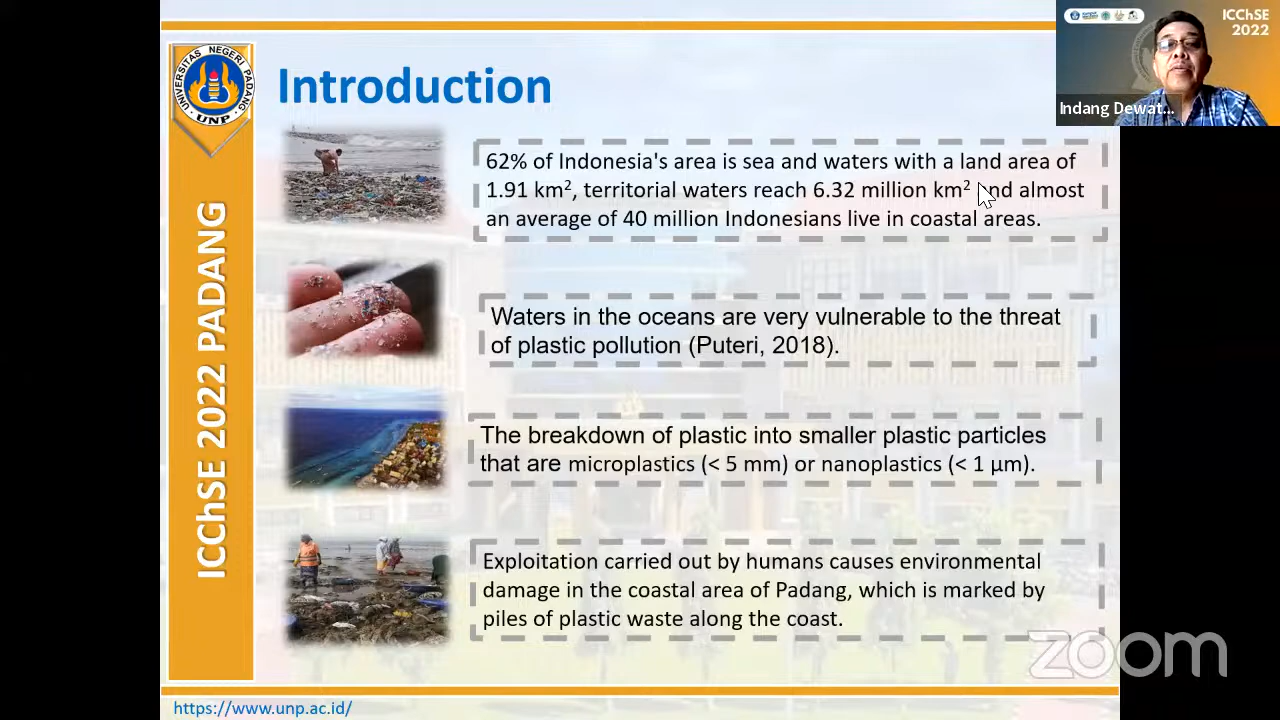 Introduction
62% of Indonesia's area is sea and waters with a land area of
1.91 km², territorial waters reach 6.32 million km² and almost
an average of 40 million Indonesians live in coastal areas.
Waters in the oceans are very vulnerable to the threat
of plastic pollution (Puteri, 2018).
The breakdown of plastic into smaller plastic particles
that are microplastics (< 5 mm) or nanoplastics (< 1 µm).
Exploitation carried out by humans causes environmental
damage in the coastal area of Padang, which is marked by
piles of plastic waste along the coast.
UNIVERSITAS NEGERI PADANG
UNP
ICChSE 2022 PADANG
https://www.unp.ac.id/
ICChSE
2022
Indang Dewat...
zoom